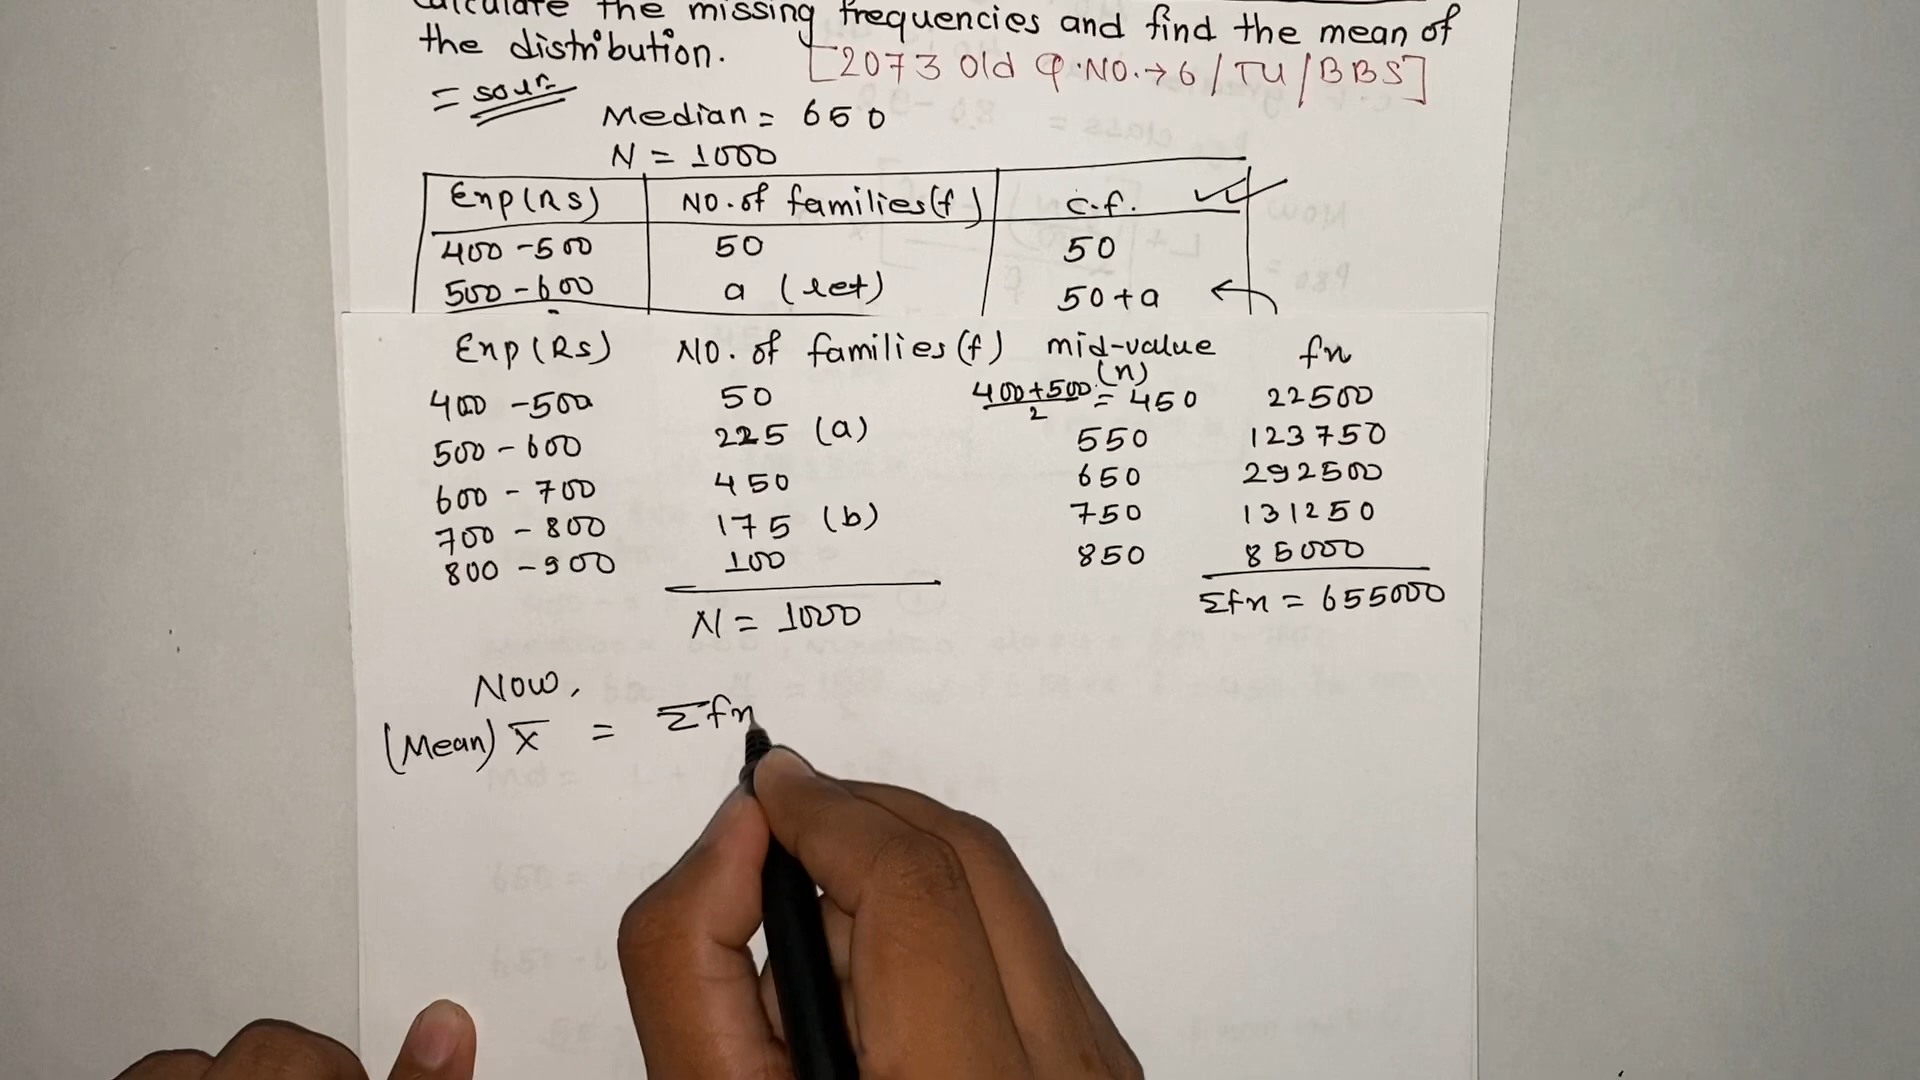 Calculate the missing frequencies and find the mean of
the distribution. [2073 Old Q.NO.→6/TU/BBS]
= soln
Median = 650
N = 1000
Exp(RS) NO. of families(f) c.f.
400 - 500 50 50
500 - 600 a (let) 50 + a
Exp(RS) NO. of families(f) mid-value (x) fx
400 - 500 50 400+500/2 = 450 22500
500 - 600 225 (a) 550 123750
600 - 700 450 650 292500
700 - 800 175 (b) 750 131250
800 - 900 100 850 85000
N = 1000 Σfx = 655000
Now,
(Mean) X̅ = Σfx